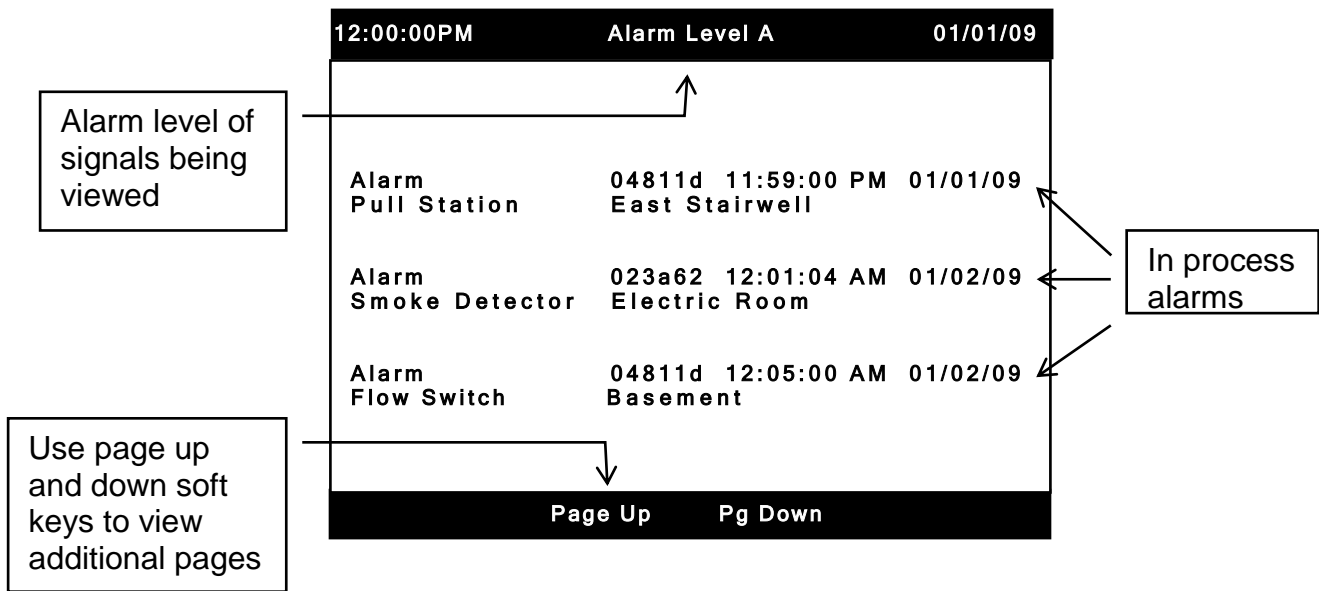 12:00:00PM Alarm Level A 01/01/09
Alarm level of
signals being
viewed
Alarm 04811d 11:59:00 PM 01/01/09
Pull Station East Stairwell
Alarm 023a62 12:01:04 AM 01/02/09
Smoke Detector Electric Room
In process
alarms
Alarm 04811d 12:05:00 AM 01/02/09
Flow Switch Basement
Use page up
and down soft
keys to view
additional pages
Page Up Pg Down